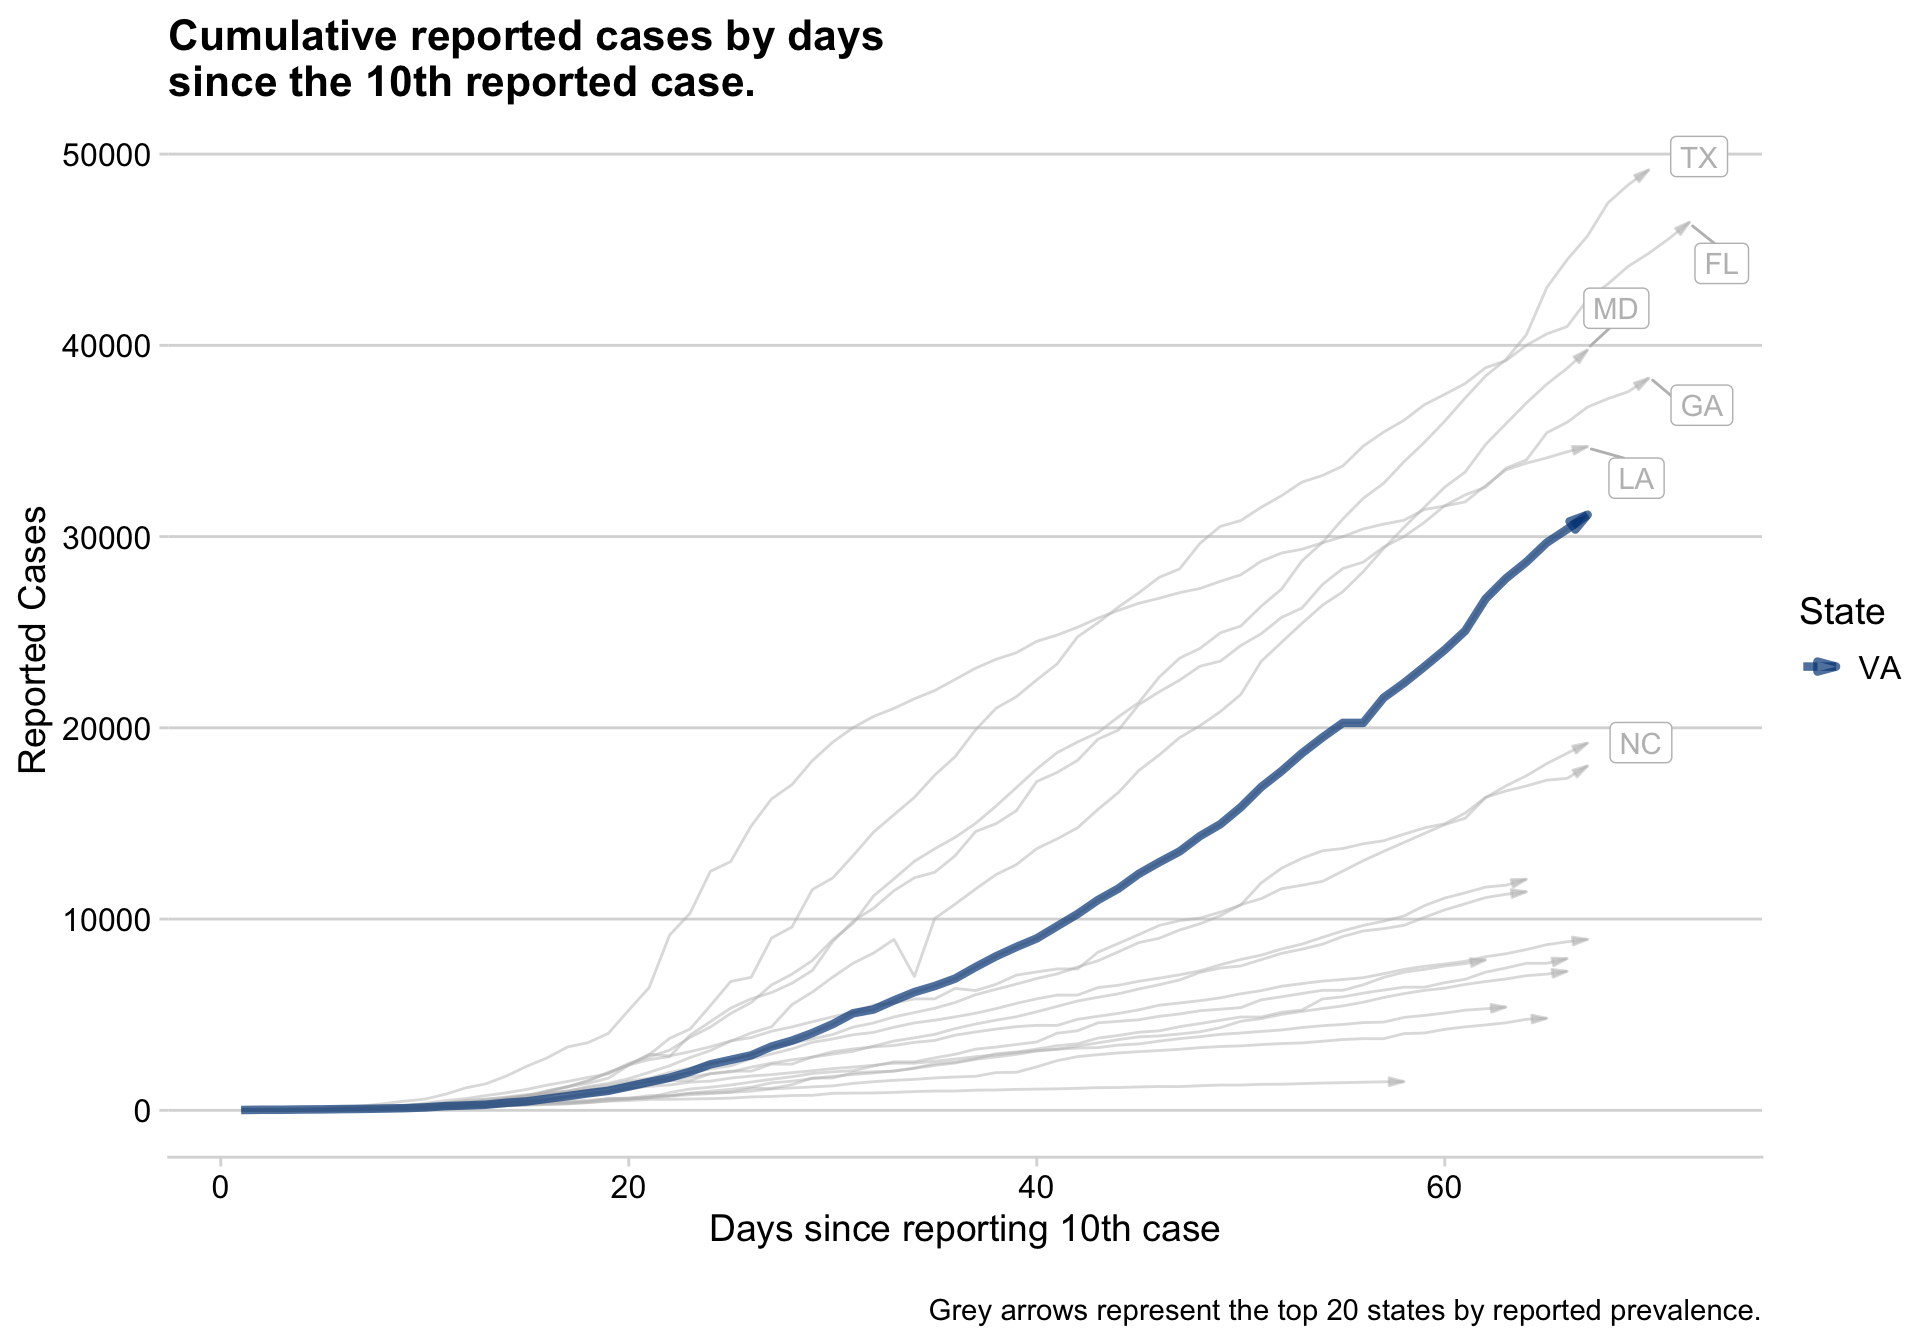 Cumulative reported cases by days
since the 10th reported case.
50000
40000
30000
20000
10000
0
Reported Cases
TX
FL
MD
GA
LA
NC
State
VA
0
20
40
60
Days since reporting 10th case
Grey arrows represent the top 20 states by reported prevalence.